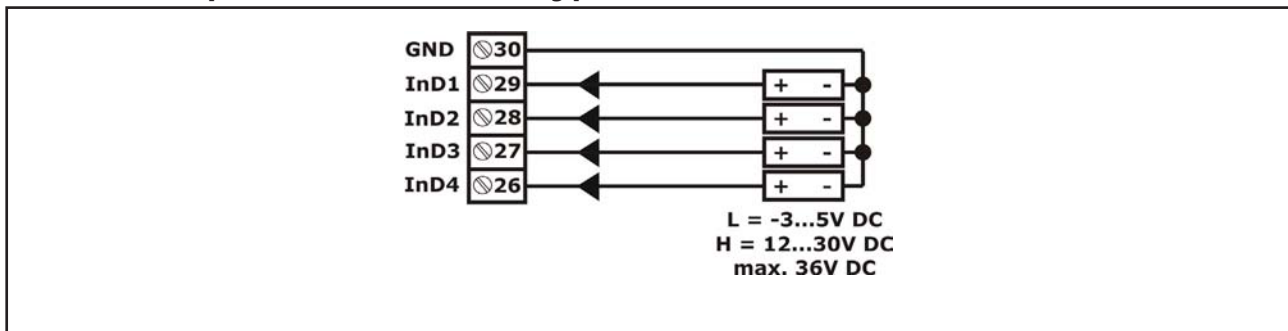 GND 30
InD1 29 + -
InD2 28 + -
InD3 27 + -
InD4 26 + -
L = -3...5V DC
H = 12...30V DC
max. 36V DC